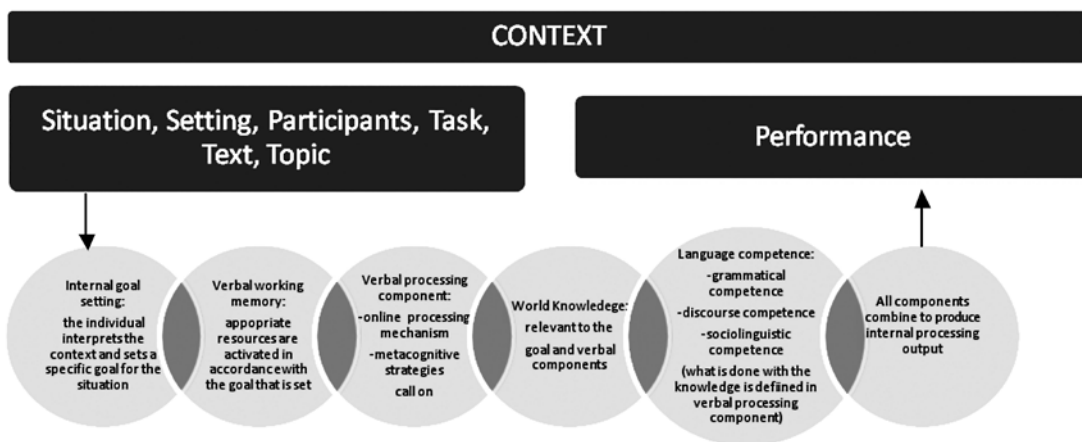 CONTEXT
Situation, Setting, Participants, Task,
Text, Topic
Performance
Internal goal
setting:
the individual
interprets the
context and sets a
specific goal for the
situation
Verbal working
memory:
appopriate
resources are
activated in
accordance with
the goal that is set
Verbal processing
component:
-online processing
mechanism
-metacognitive
strategies
call on
World Knowledege:
relevant to the
goal and verbal
components
Language competence:
-grammatical
competence
-discourse competence
-sociolinguistic
competence
(what is done with the
knowledge is defiined in
verbal processing
component)
All components
combine to produce
internal processing
output